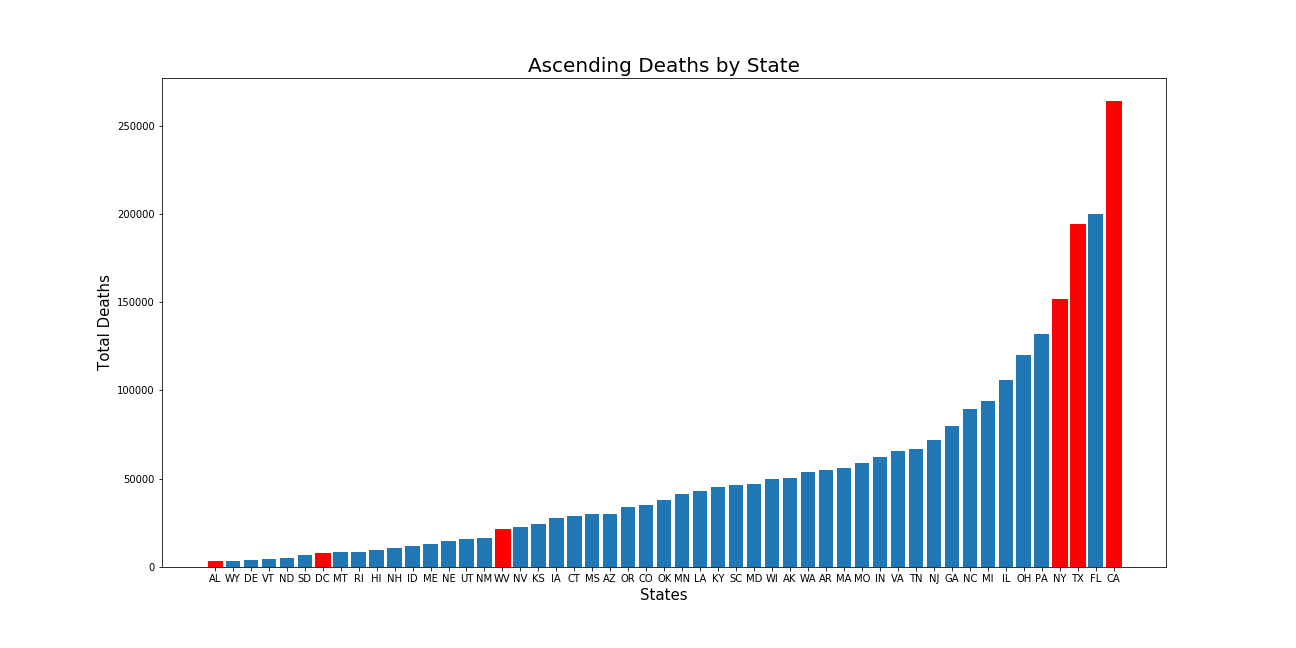 Ascending Deaths by State
250000
200000
150000
100000
50000
0
Total Deaths
AL WY DE VT ND SD DC MT RI HI NH ID ME NE UT NM WV NV KS IA CT MS AZ OR CO OK MN LA KY SC MD WI AK WA AR MA MO IN VA TN NJ GA NC MI IL OH PA NY TX FL CA
States